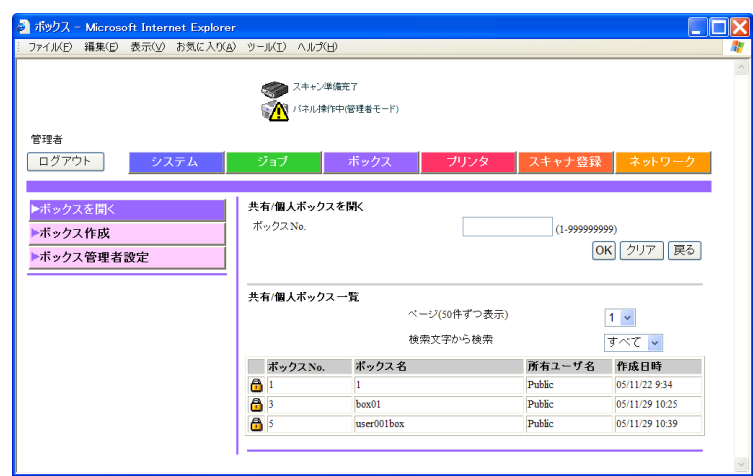 ボックス - Microsoft Internet Explorer
ファイル(F) 編集(E) 表示(V) お気に入り(A) ツール(T) ヘルプ(H)
スキャン準備完了
パネル操作中(管理者モード)
管理者
ログアウト システム ジョブ ボックス プリンタ スキャナ登録 ネットワーク
▶ボックスを開く
▶ボックス作成
▶ボックス管理者設定
共有/個人ボックスを開く
ボックスNo. (1-999999999)
OK クリア 戻る
共有/個人ボックス一覧
ページ(50件ずつ表示) 1
検索文字から検索 すべて
ボックスNo. ボックス名 所有ユーザ名 作成日時
1 1 Public 05/11/22 9:34
3 box01 Public 05/11/29 10:25
5 user001box Public 05/11/29 10:39